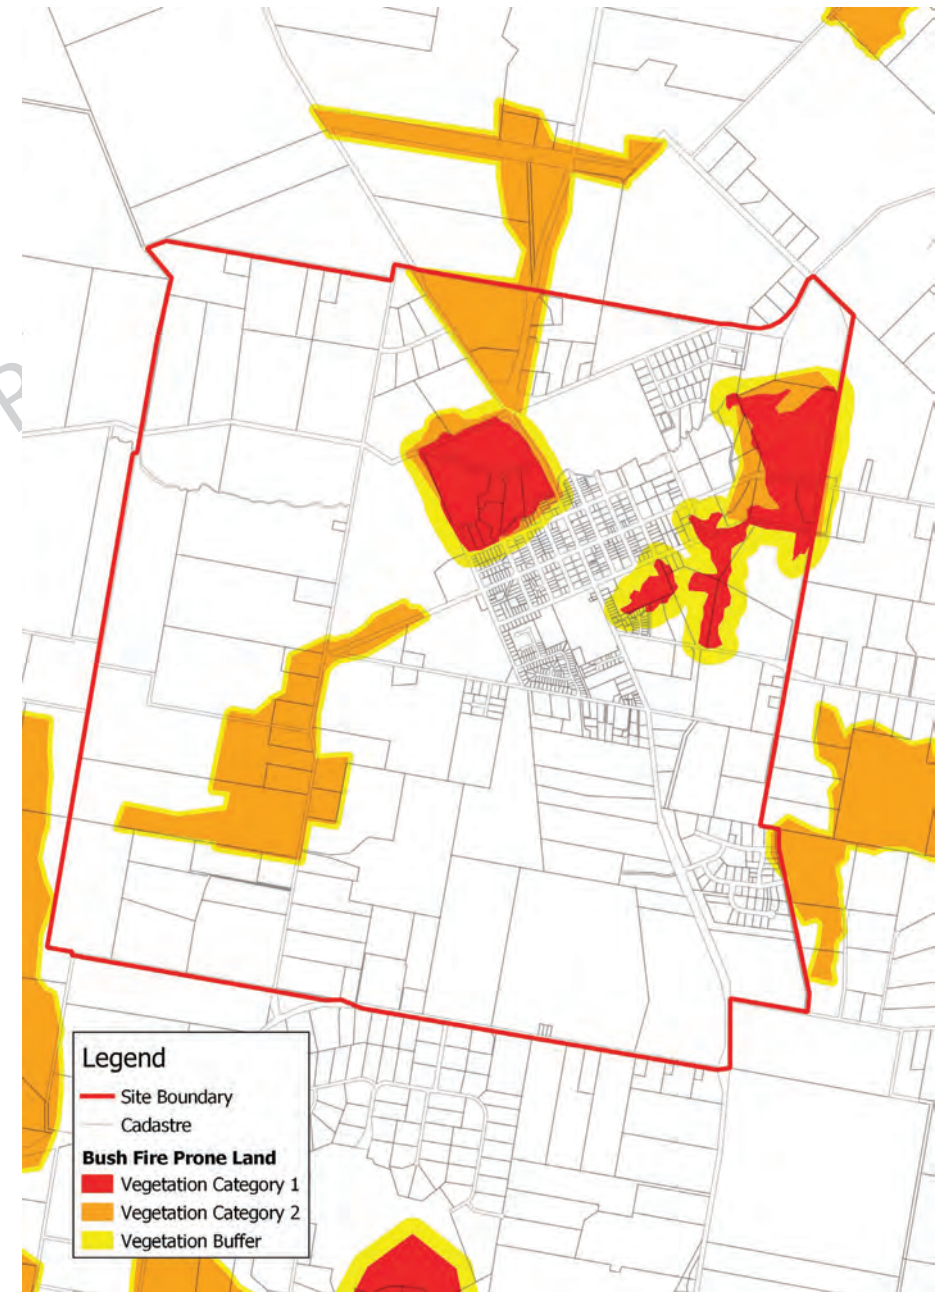 Legend
Site Boundary
Cadastre
Bush Fire Prone Land
Vegetation Category 1
Vegetation Category 2
Vegetation Buffer